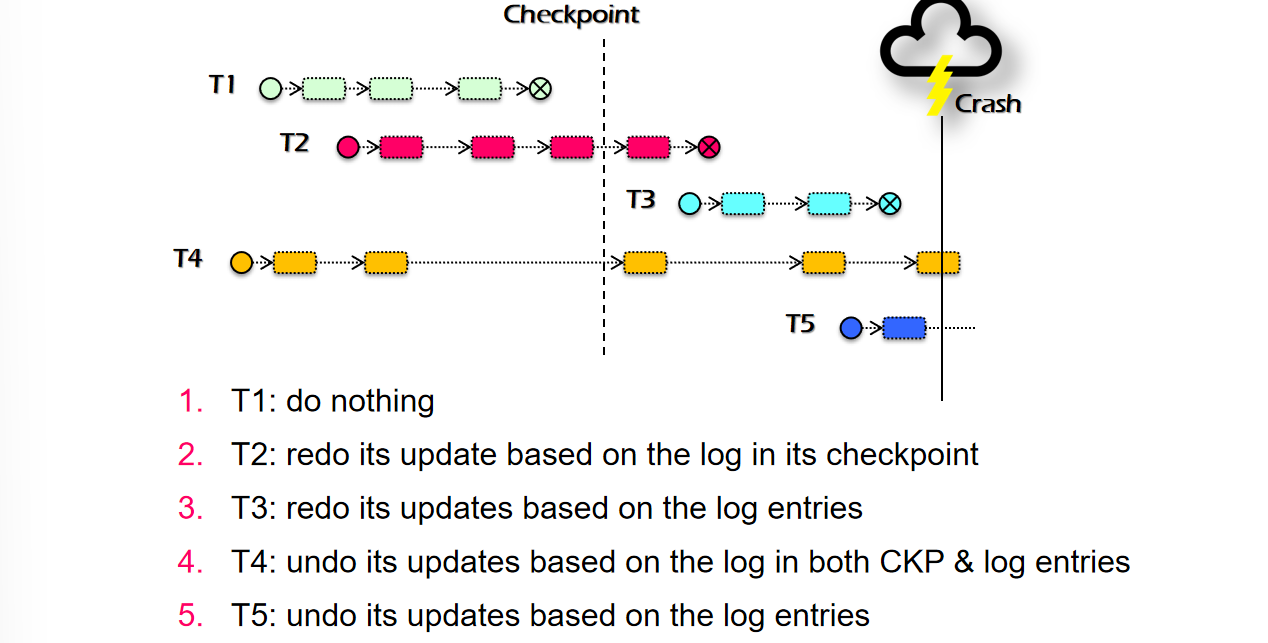 Checkpoint
T1
Crash
T2
T3
T4
T5
1. T1: do nothing
2. T2: redo its update based on the log in its checkpoint
3. T3: redo its updates based on the log entries
4. T4: undo its updates based on the log in both CKP & log entries
5. T5: undo its updates based on the log entries